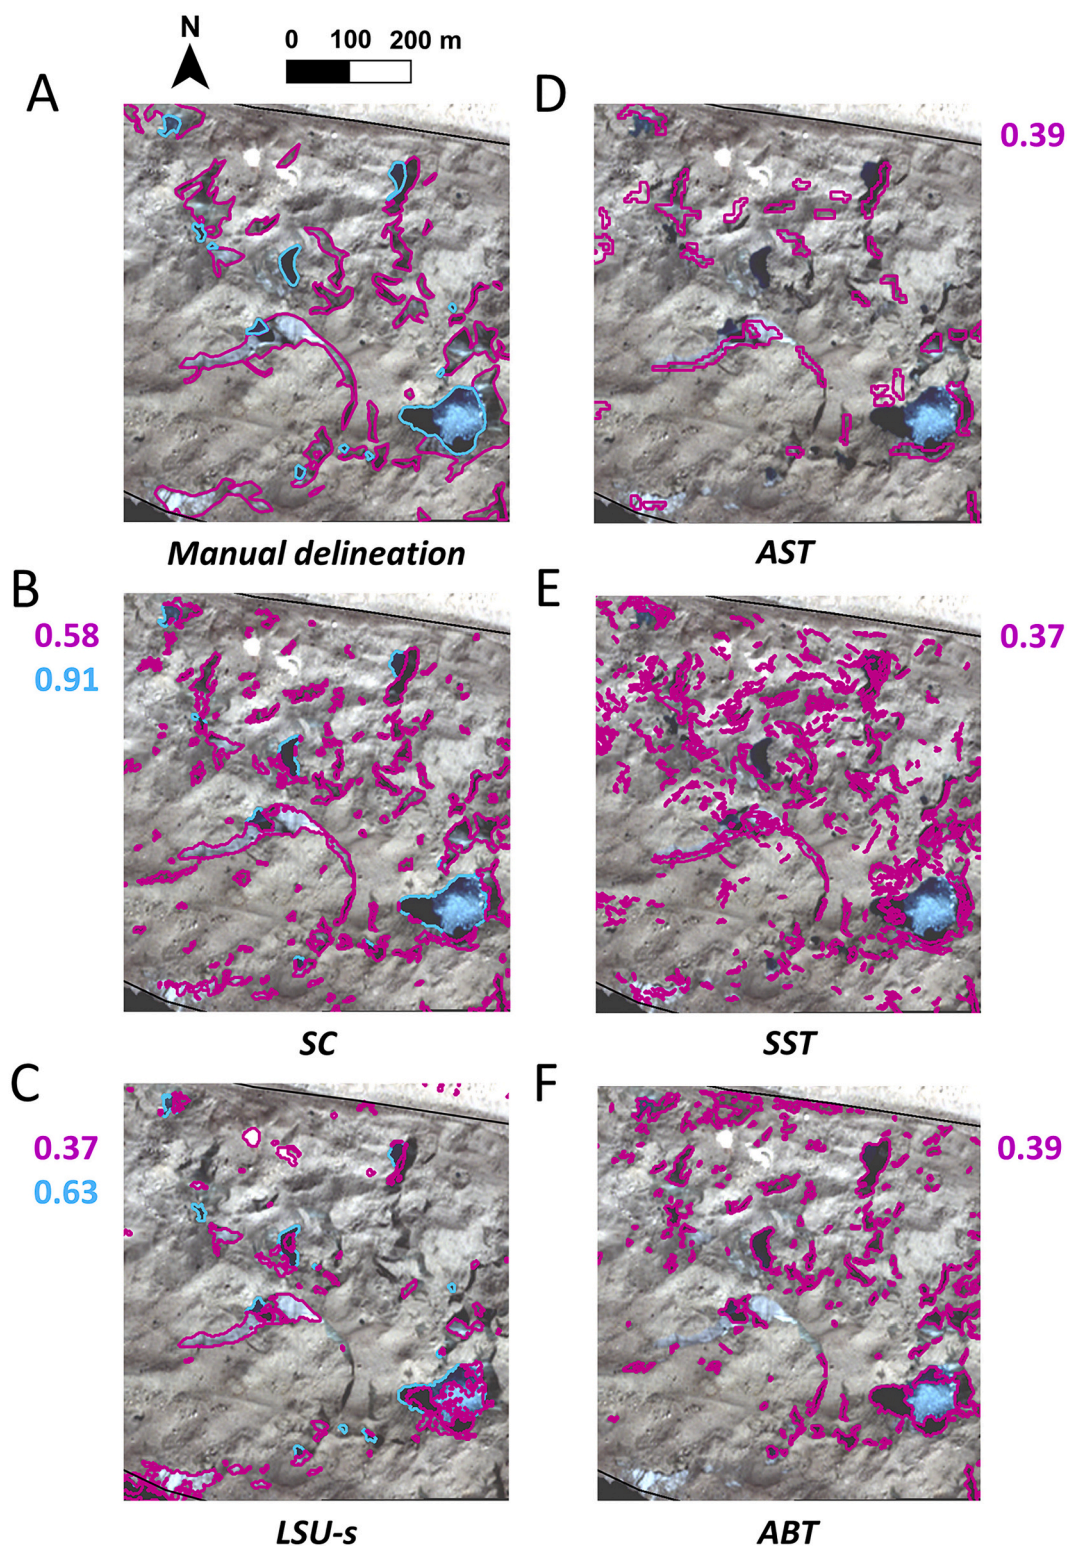 N
0 100 200 m
A
Manual delineation
B
0.58
0.91
SC
C
0.37
0.63
LSU-s
D
0.39
AST
E
0.37
SST
F
0.39
ABT